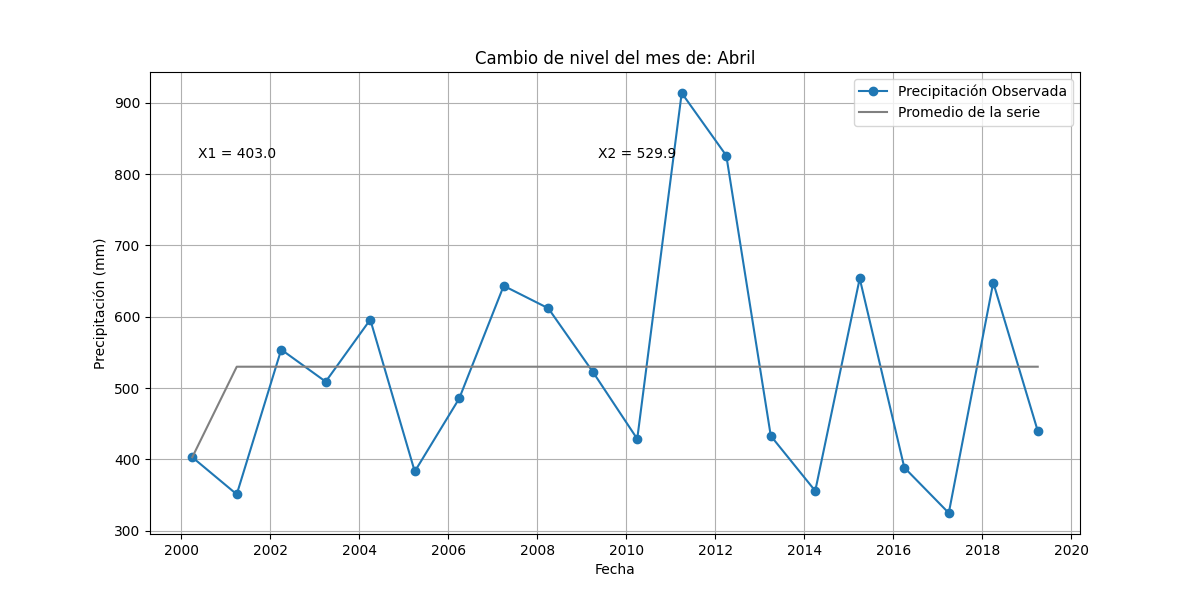 Cambio de nivel del mes de: Abril
Precipitación Observada
Promedio de la serie
X1 = 403.0
X2 = 529.9
Precipitación (mm)
900
800
700
600
500
400
300
2000 2002 2004 2006 2008 2010 2012 2014 2016 2018 2020
Fecha